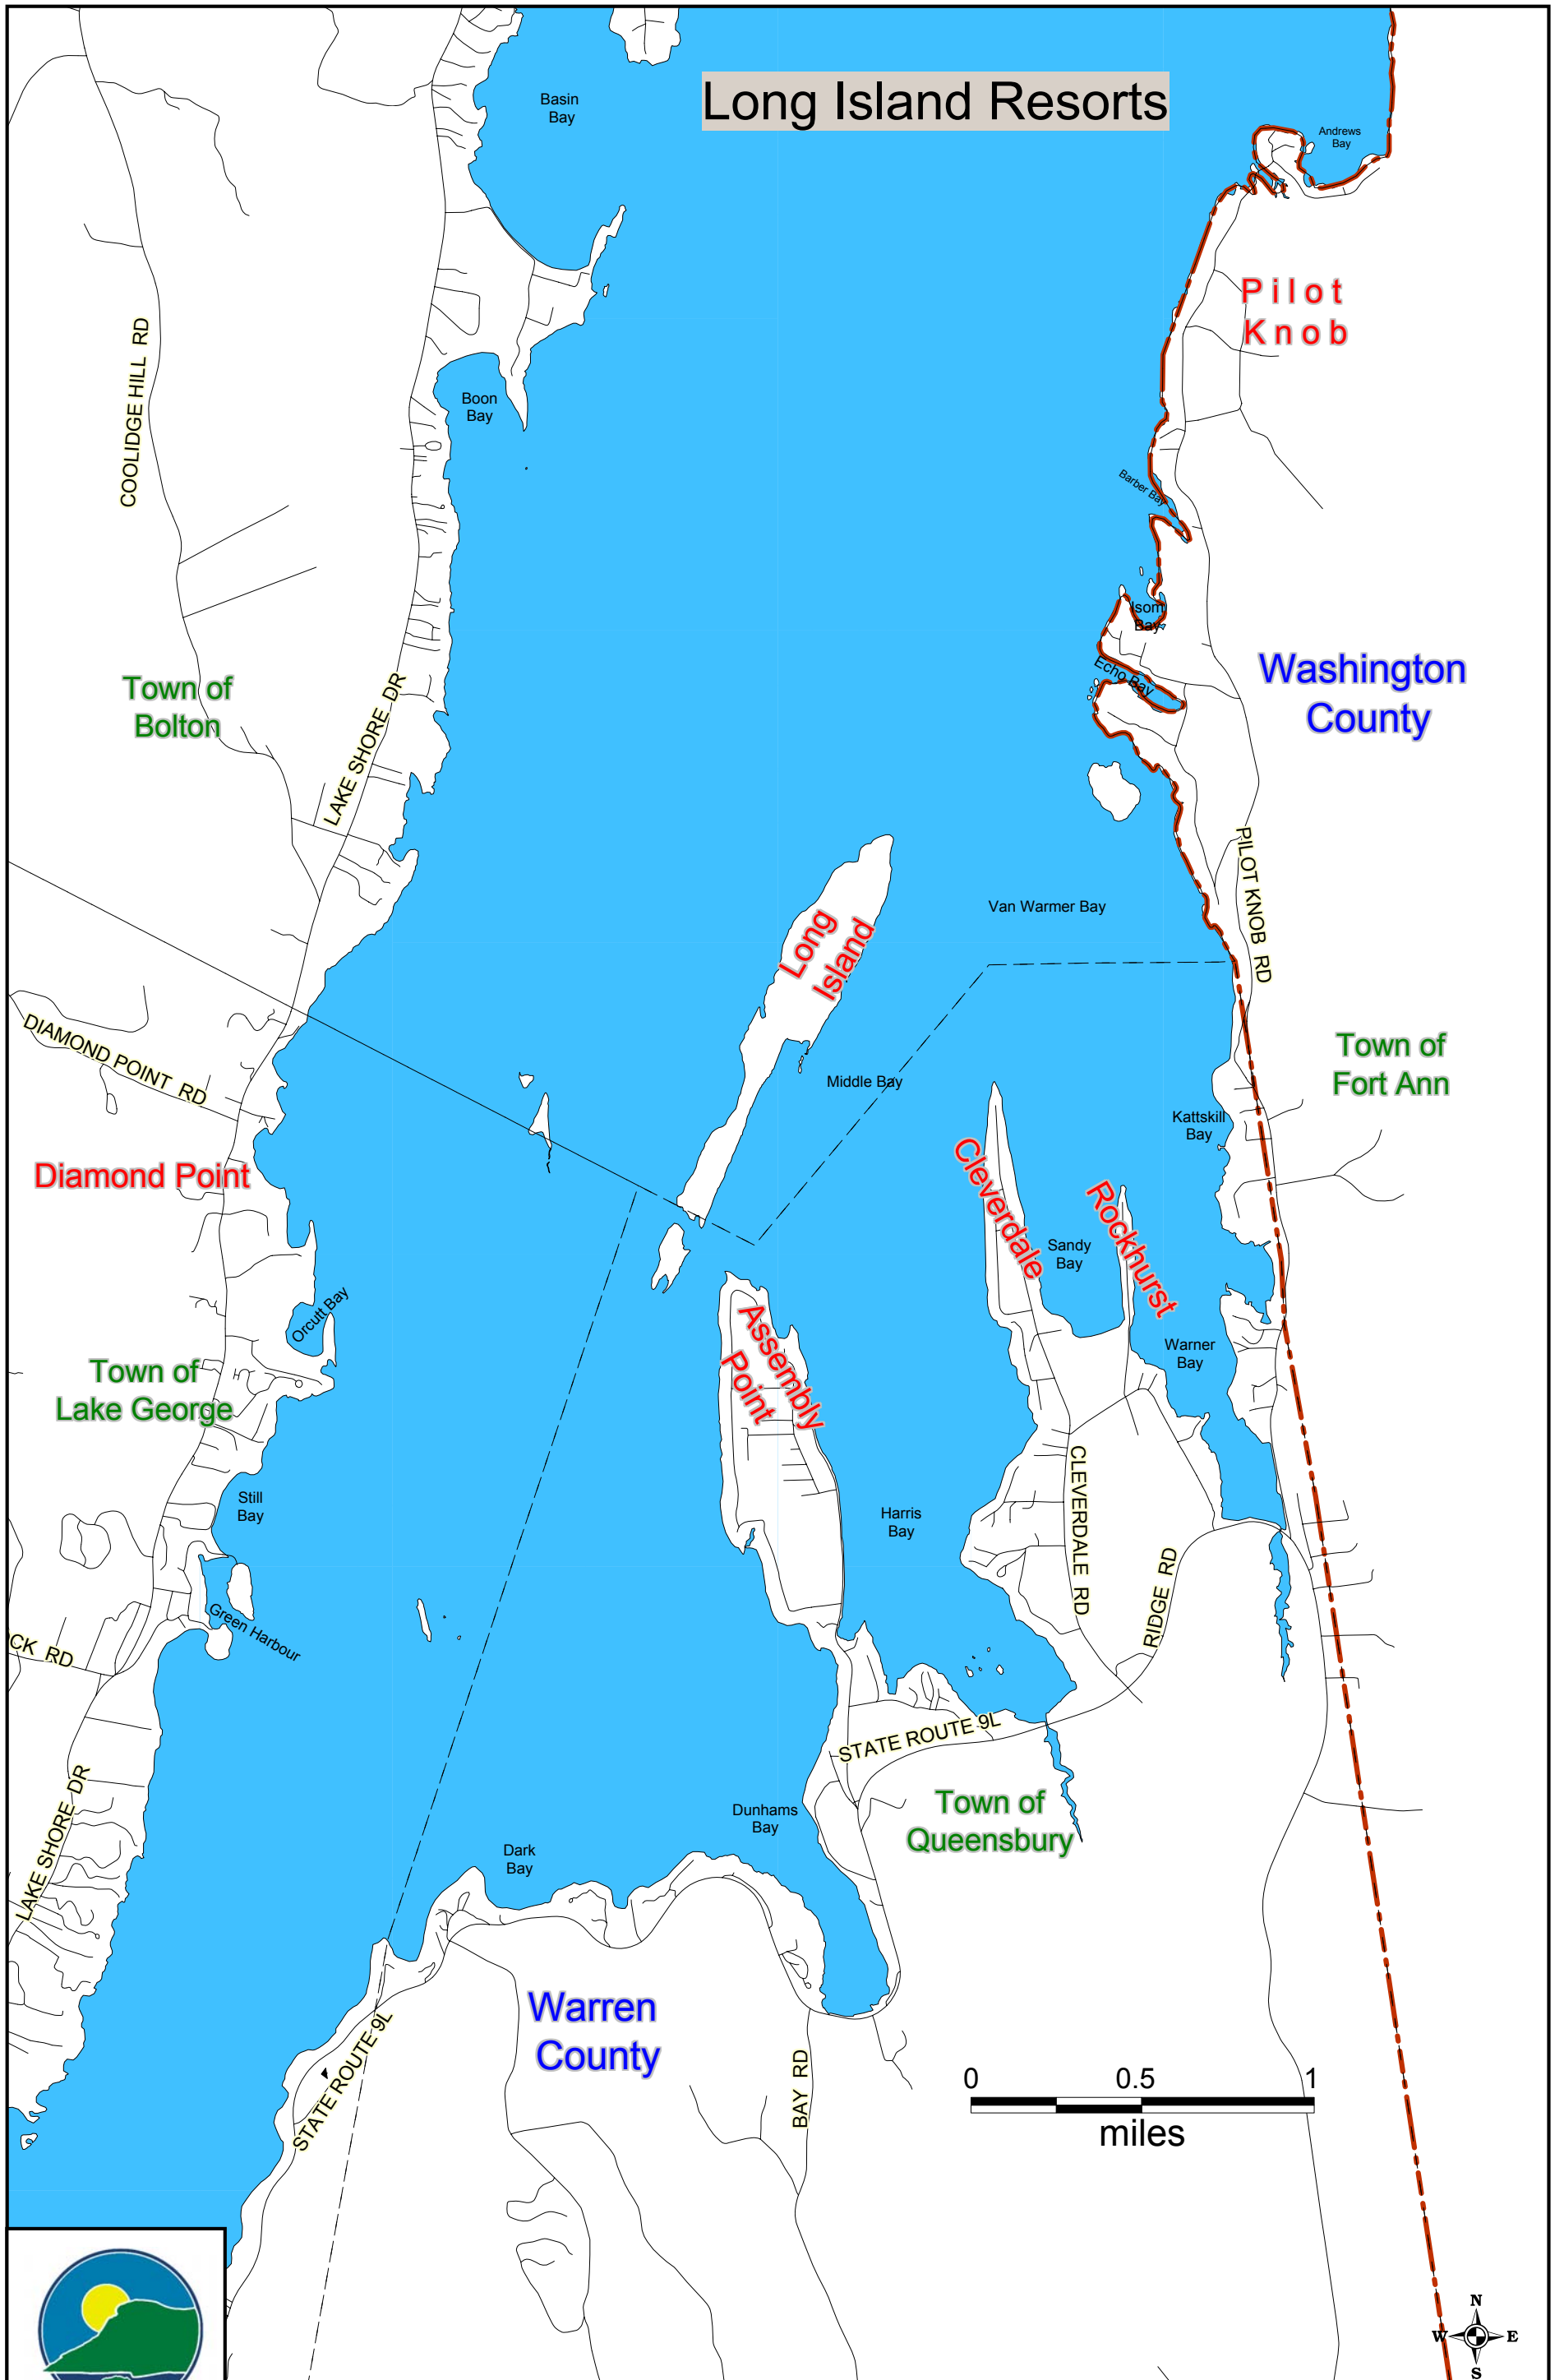 Long Island Resorts
Basin
Bay
Andrews
Bay
Pilot
Knob
COOLIDGE HILL RD
Boon
Bay
Barber Bay
Isom
Bay
Echo Bay
Washington
County
Town of
Bolton
LAKE SHORE DR
PILOT KNOB RD
Van Warmer Bay
Long
Island
DIAMOND POINT RD
Town of
Fort Ann
Middle Bay
Kattskill
Bay
Diamond Point
Cleverdale
Rockhurst
Sandy
Bay
Orcutt Bay
Assembly
Point
Warner
Bay
Town of
Lake George
Still
Bay
Harris
Bay
CLEVERDALE RD
RIDGE RD
Green Harbour
CK RD
STATE ROUTE 9L
LAKE SHORE DR
Dunhams
Bay
Town of
Queensbury
Dark
Bay
Warren
County
STATE ROUTE 9L
BAY RD
0 0.5 1
miles
N
W E
S